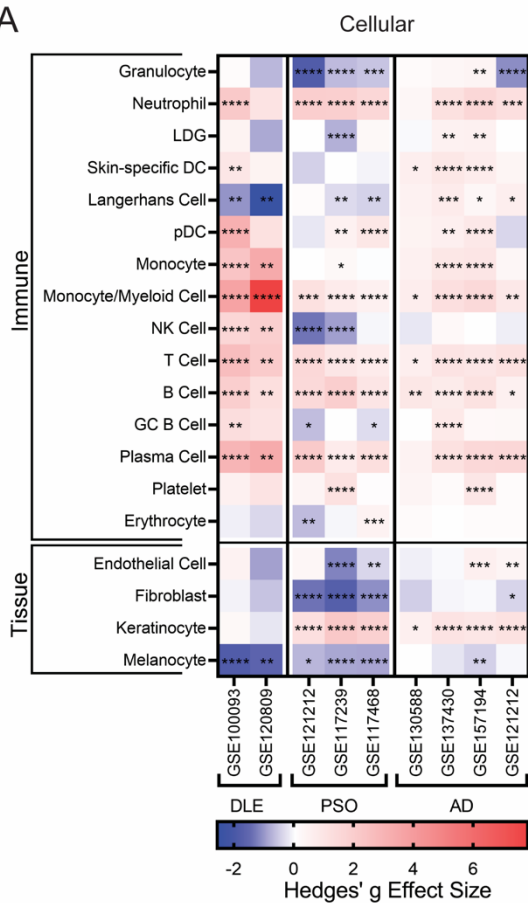 A
Cellular
Immune
Granulocyte **** **** *** ** ****
Neutrophil **** **** **** **** **** **** ***
LDG **** ** **
Skin-specific DC ** * **** ****
Langerhans Cell ** ** ** ** *** * *
pDC **** ** **** ** ****
Monocyte **** ** * **** ****
Monocyte/Myeloid Cell **** **** *** **** **** * **** **** **
NK Cell **** ** **** ****
T Cell **** ** **** **** **** * **** **** ****
B Cell **** ** **** **** **** ** **** **** *
GC B Cell ** * * ****
Plasma Cell **** ** **** **** **** **** **** ****
Platelet **** ****
Erythrocyte ** ***
Tissue
Endothelial Cell **** ** *** **
Fibroblast **** **** **** *
Keratinocyte **** **** **** * **** **** ****
Melanocyte **** ** * **** **** **
GSE100093
GSE120809
GSE121212
GSE117239
GSE117468
GSE130588
GSE137430
GSE157194
GSE121212
DLE PSO AD
-2 0 2 4 6
Hedges' g Effect Size